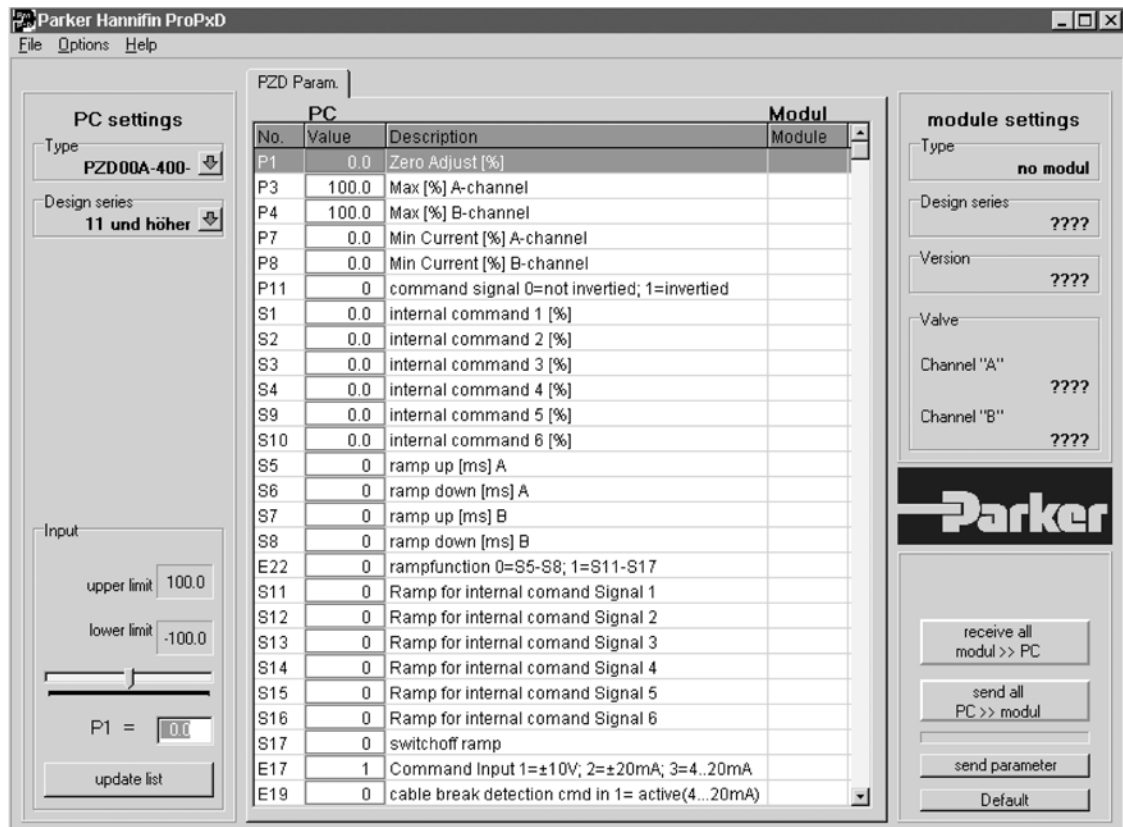 Parker Hannifin ProPxD
File Options Help
PZD Param.
PC settings
Type
PZD00A-400-
Design series
11 und höher
Input
upper limit 100.0
lower limit -100.0
P1 = 0.0
update list
PC Modul
No. Value Description Module
P1 0.0 Zero Adjust [%]
P3 100.0 Max [%] A-channel
P4 100.0 Max [%] B-channel
P7 0.0 Min Current [%] A-channel
P8 0.0 Min Current [%] B-channel
P11 0 command signal 0=not invertied; 1=invertied
S1 0.0 internal command 1 [%]
S2 0.0 internal command 2 [%]
S3 0.0 internal command 3 [%]
S4 0.0 internal command 4 [%]
S9 0.0 internal command 5 [%]
S10 0.0 internal command 6 [%]
S5 0 ramp up [ms] A
S6 0 ramp down [ms] A
S7 0 ramp up [ms] B
S8 0 ramp down [ms] B
E22 0 rampfunction 0=S5-S8; 1=S11-S17
S11 0 Ramp for internal comand Signal 1
S12 0 Ramp for internal comand Signal 2
S13 0 Ramp for internal comand Signal 3
S14 0 Ramp for internal comand Signal 4
S15 0 Ramp for internal comand Signal 5
S16 0 Ramp for internal comand Signal 6
S17 0 switchoff ramp
E17 1 Command Input 1=±10V; 2=±20mA; 3=4..20mA
E19 0 cable break detection cmd in 1= active(4...20mA)
module settings
Type
no modul
Design series
????
Version
????
Valve
Channel "A"
????
Channel "B"
????
Parker
receive all
modul >> PC
send all
PC >> modul
send parameter
Default